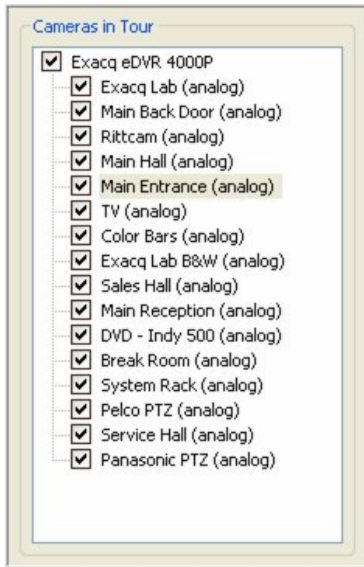 Cameras in Tour
Exacq eDVR 4000P
Exacq Lab (analog)
Main Back Door (analog)
Rittcam (analog)
Main Hall (analog)
Main Entrance (analog)
TV (analog)
Color Bars (analog)
Exacq Lab B&W (analog)
Sales Hall (analog)
Main Reception (analog)
DVD - Indy 500 (analog)
Break Room (analog)
System Rack (analog)
Pelco PTZ (analog)
Service Hall (analog)
Panasonic PTZ (analog)